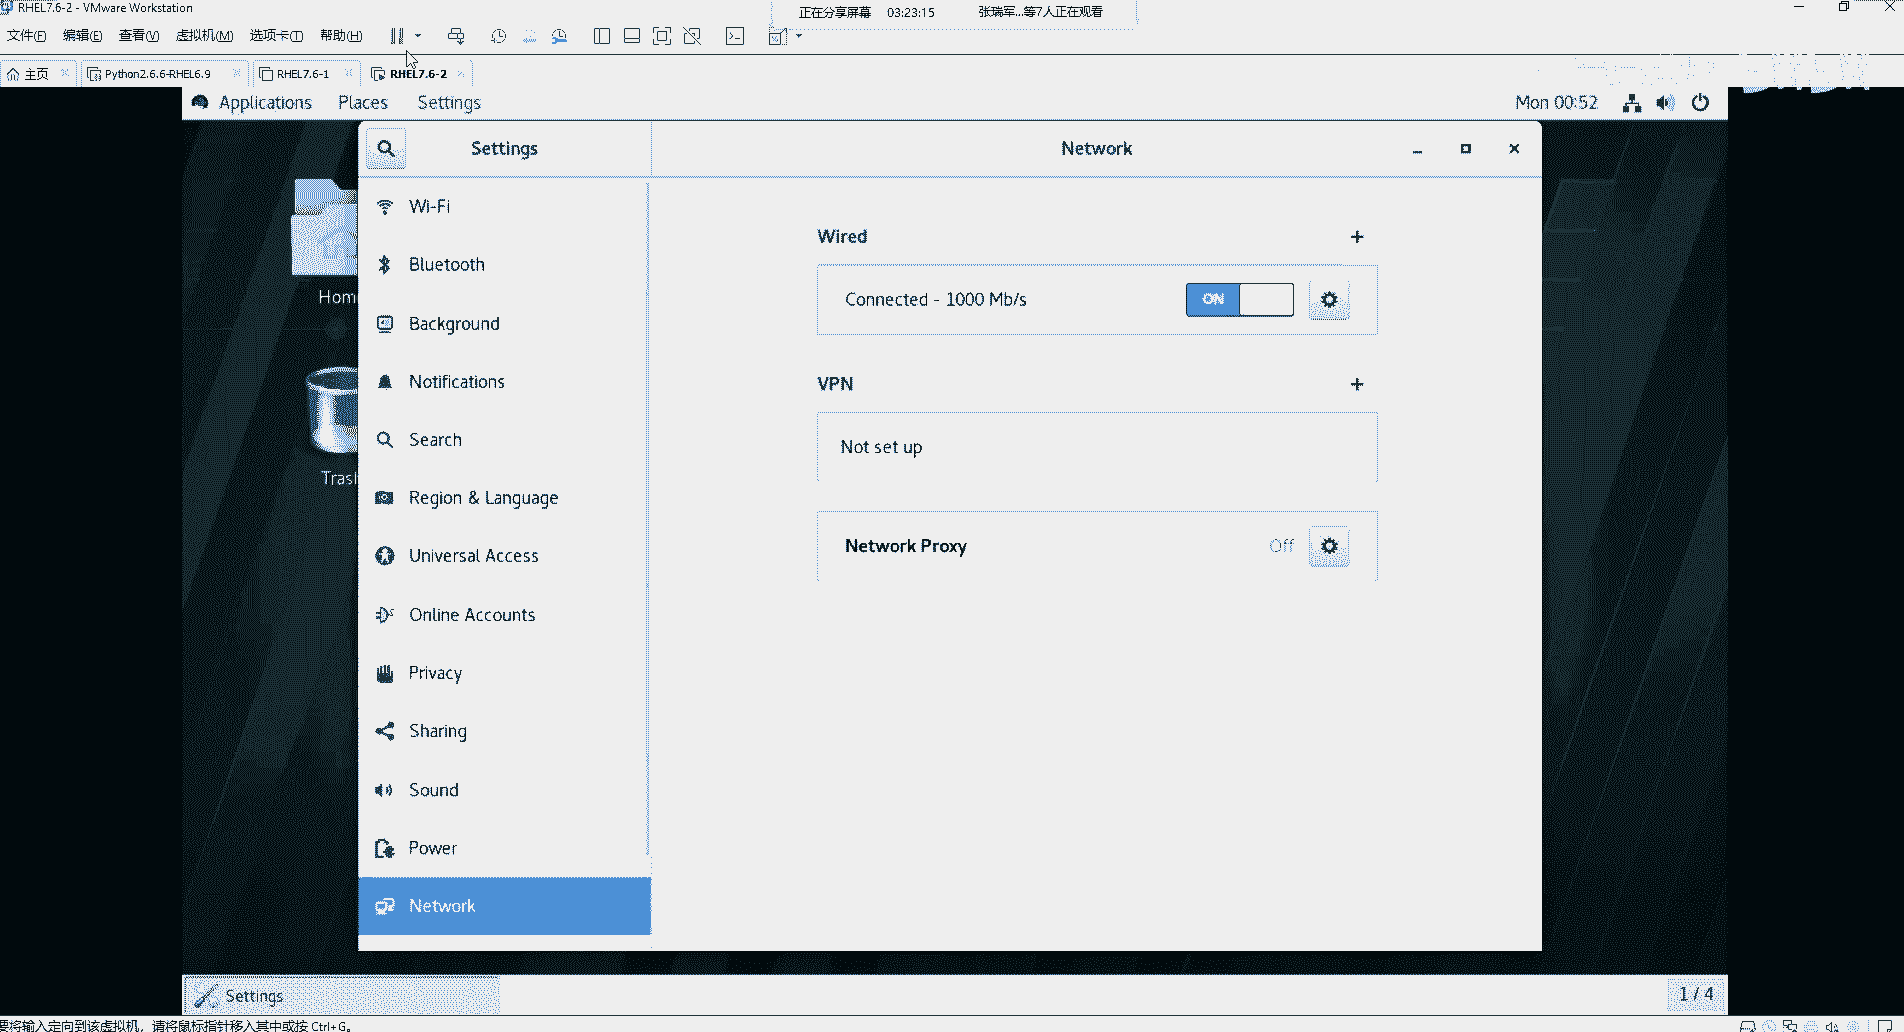 RHEL7.6-2 - VMware Workstation
正在分享屏幕 03:23:15 张瑞军...等7人正在观看
文件(F) 编辑(E) 查看(V) 虚拟机(M) 选项卡(T) 帮助(H)
主页 Python2.6.6-RHEL6.9 RHEL7.6-1 RHEL7.6-2
Applications Places Settings Mon 00:52
Settings Network
Wi-Fi
Bluetooth
Background
Notifications
Search
Region & Language
Universal Access
Online Accounts
Privacy
Sharing
Sound
Power
Network
Wired
Connected - 1000 Mb/s ON
VPN
Not set up
Network Proxy Off
Settings 1 / 4
要将输入定向到该虚拟机，请将鼠标指针移入其中或按 Ctrl+G。